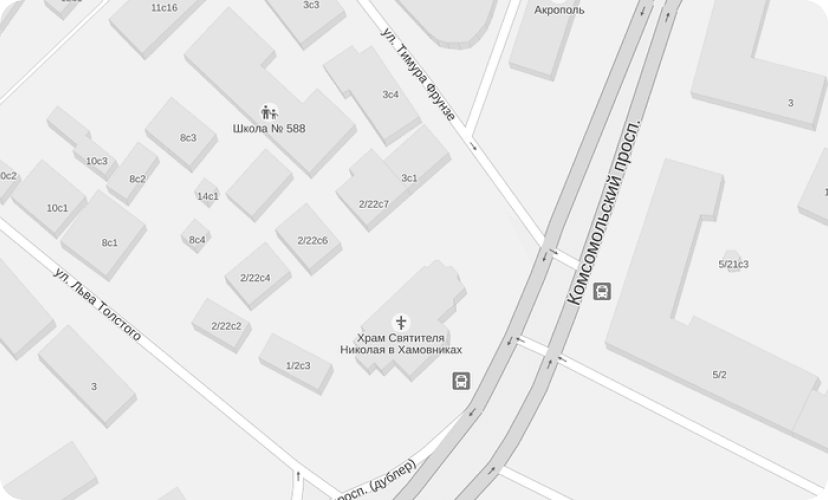 11с16
3с3
Акрополь
ул. Тимура Фрунзе
3с4
3
Школа № 588
8с3
10с3
8с2
3с1
14с1
2/22с7
10с1
8с1
8с4
2/22с6
Комсомольский просп.
5/21с3
2/22с4
ул. Льва Толстого
2/22с2
Храм Святителя
Николая в Хамовниках
1/2с3
5/2
3
просп. (дублер)